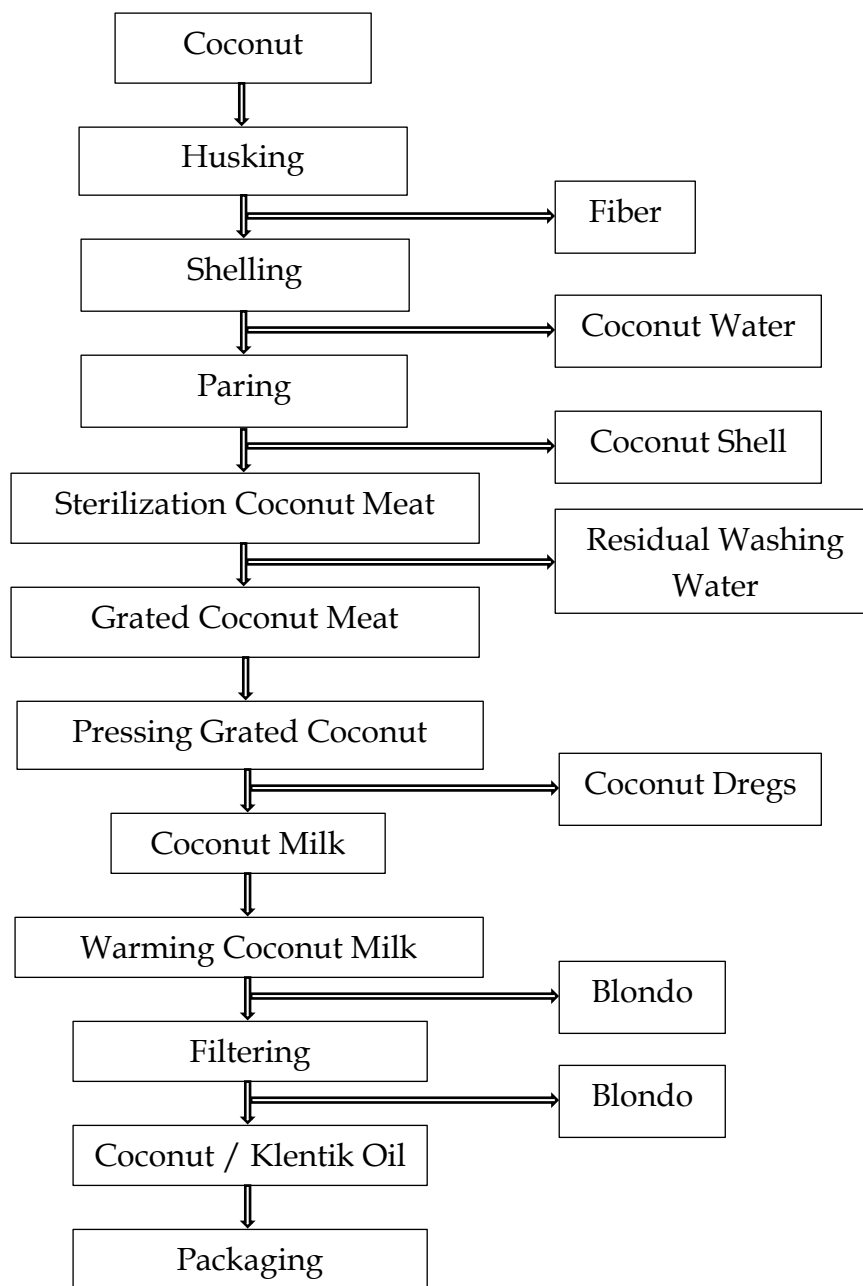 Coconut
Husking
Fiber
Shelling
Coconut Water
Paring
Coconut Shell
Sterilization Coconut Meat
Residual Washing
Water
Grated Coconut Meat
Pressing Grated Coconut
Coconut Dregs
Coconut Milk
Warming Coconut Milk
Blondo
Filtering
Blondo
Coconut / Klentik Oil
Packaging